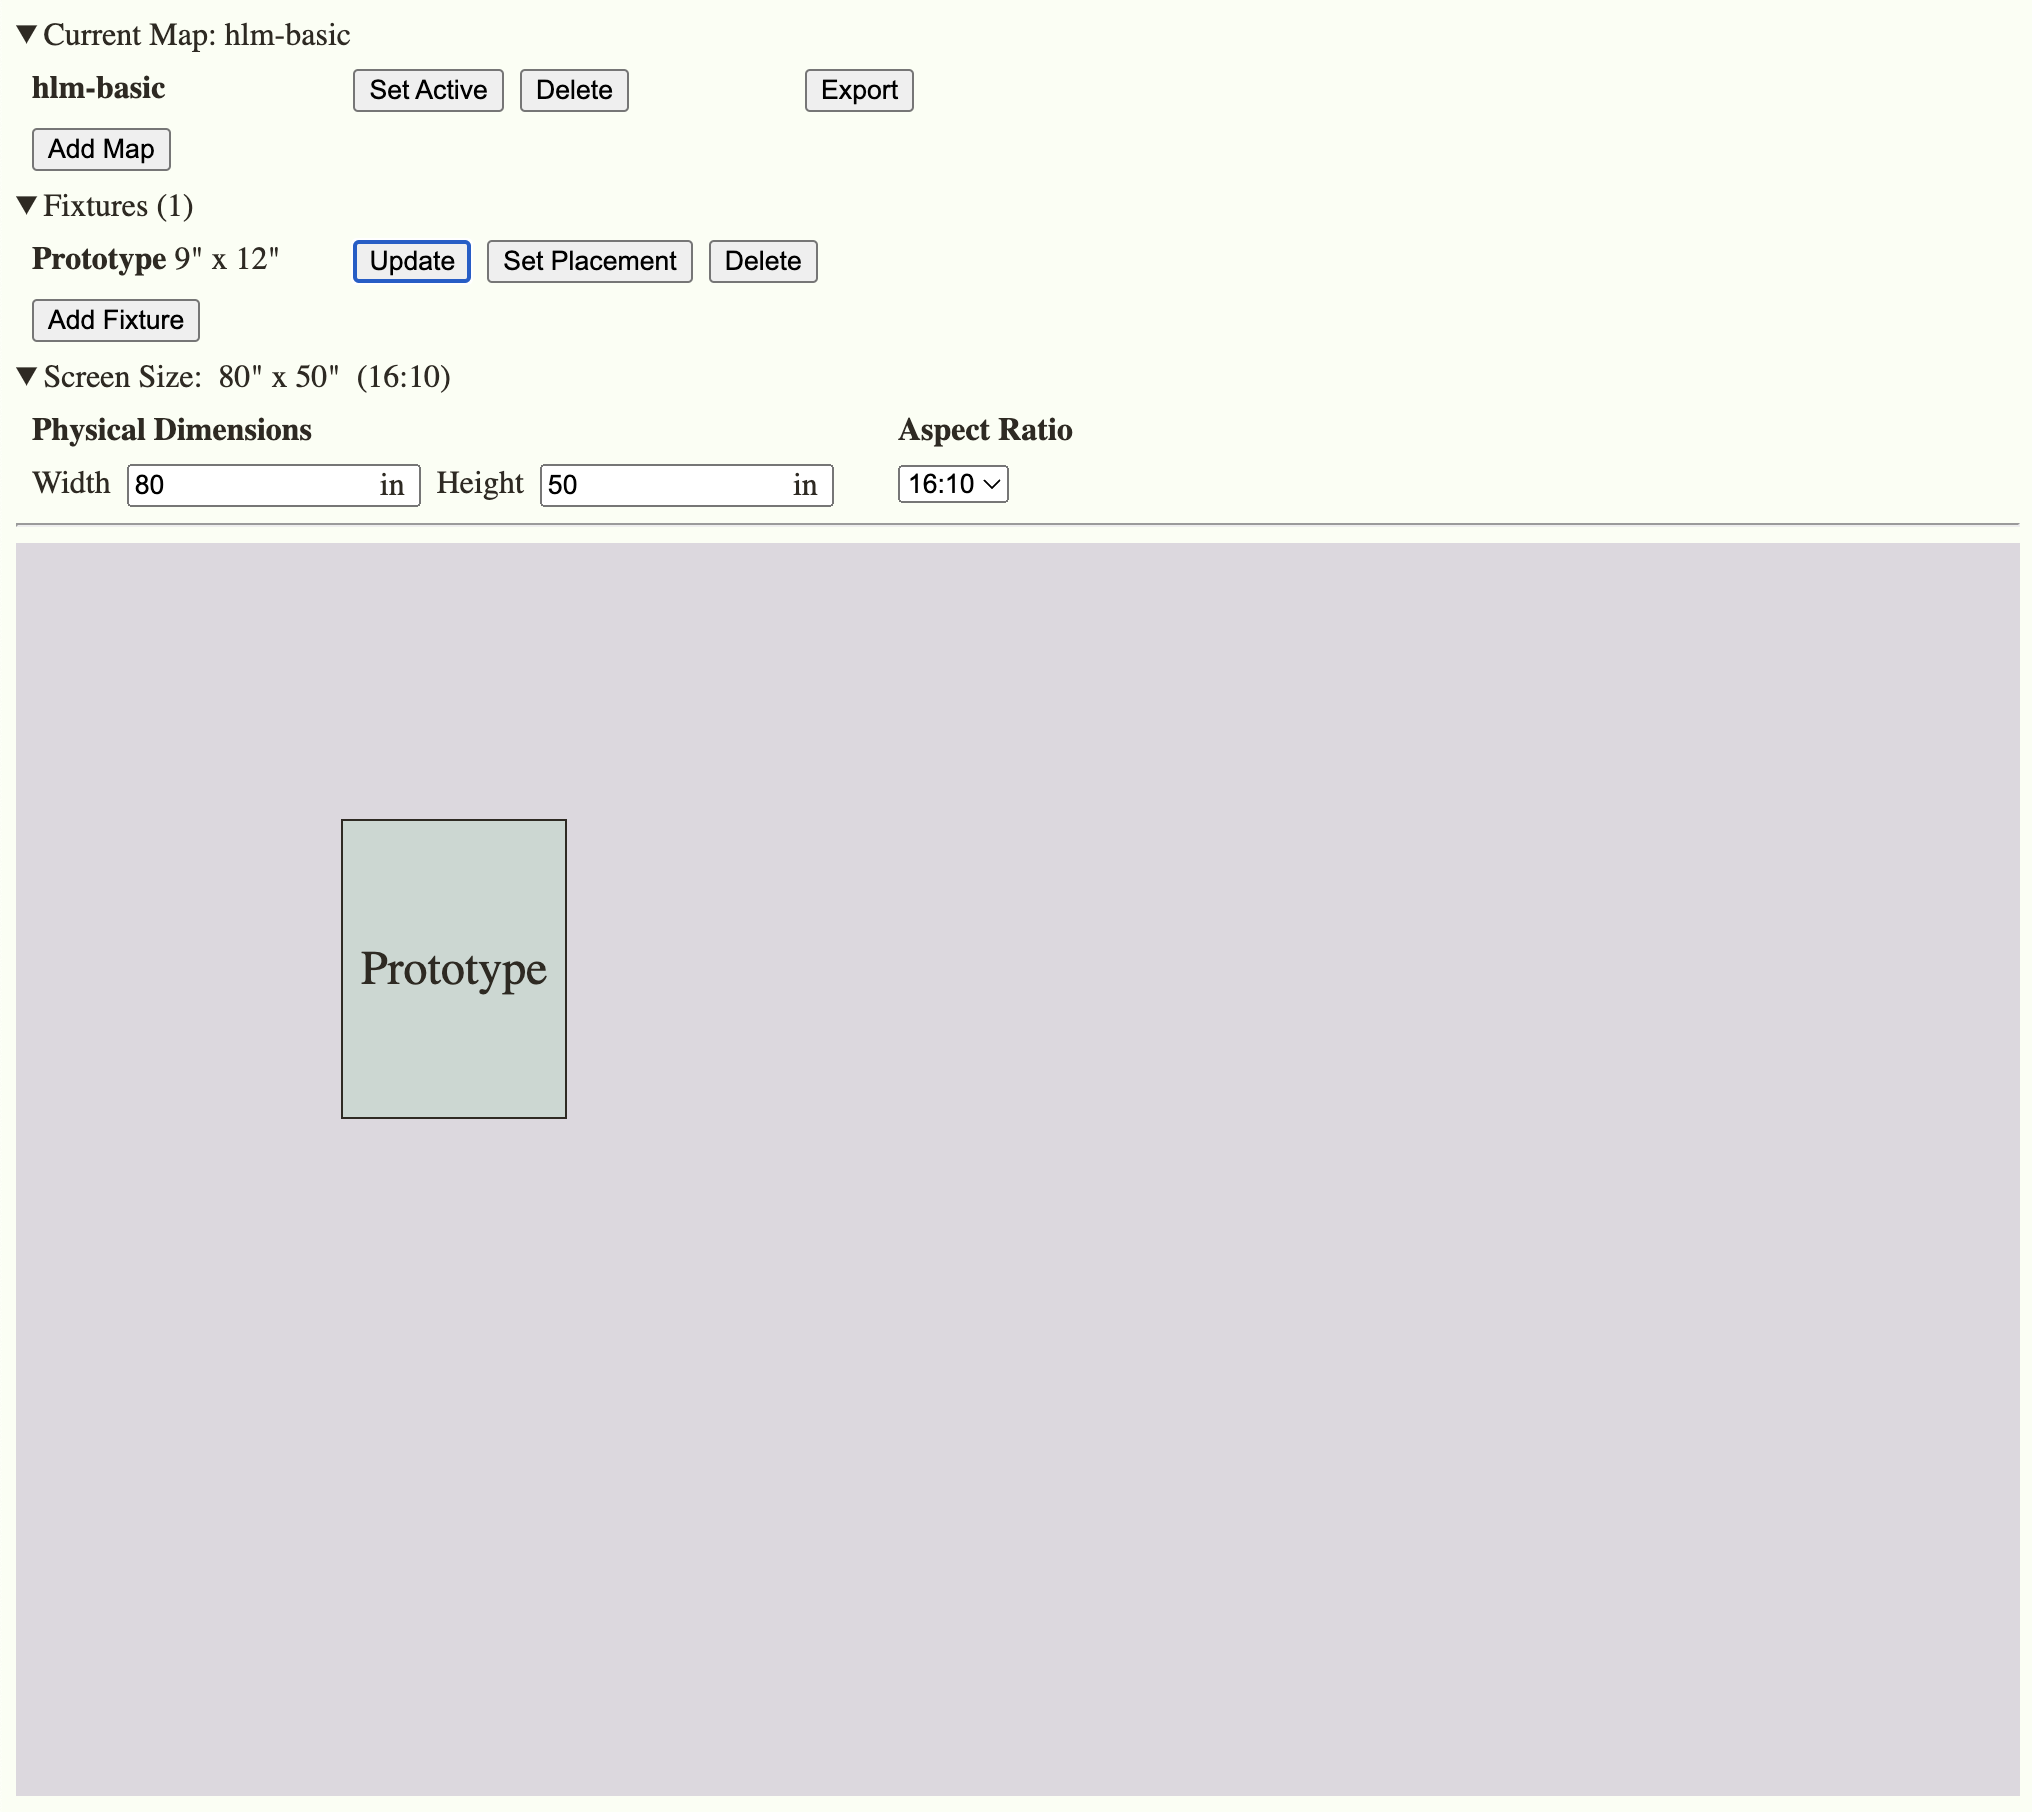 Current Map: hlm-basic
hlm-basic Set Active Delete Export
Add Map
Fixtures (1)
Prototype 9" x 12" Update Set Placement Delete
Add Fixture
Screen Size: 80" x 50" (16:10)
Physical Dimensions Aspect Ratio
Width 80 in Height 50 in 16:10
Prototype